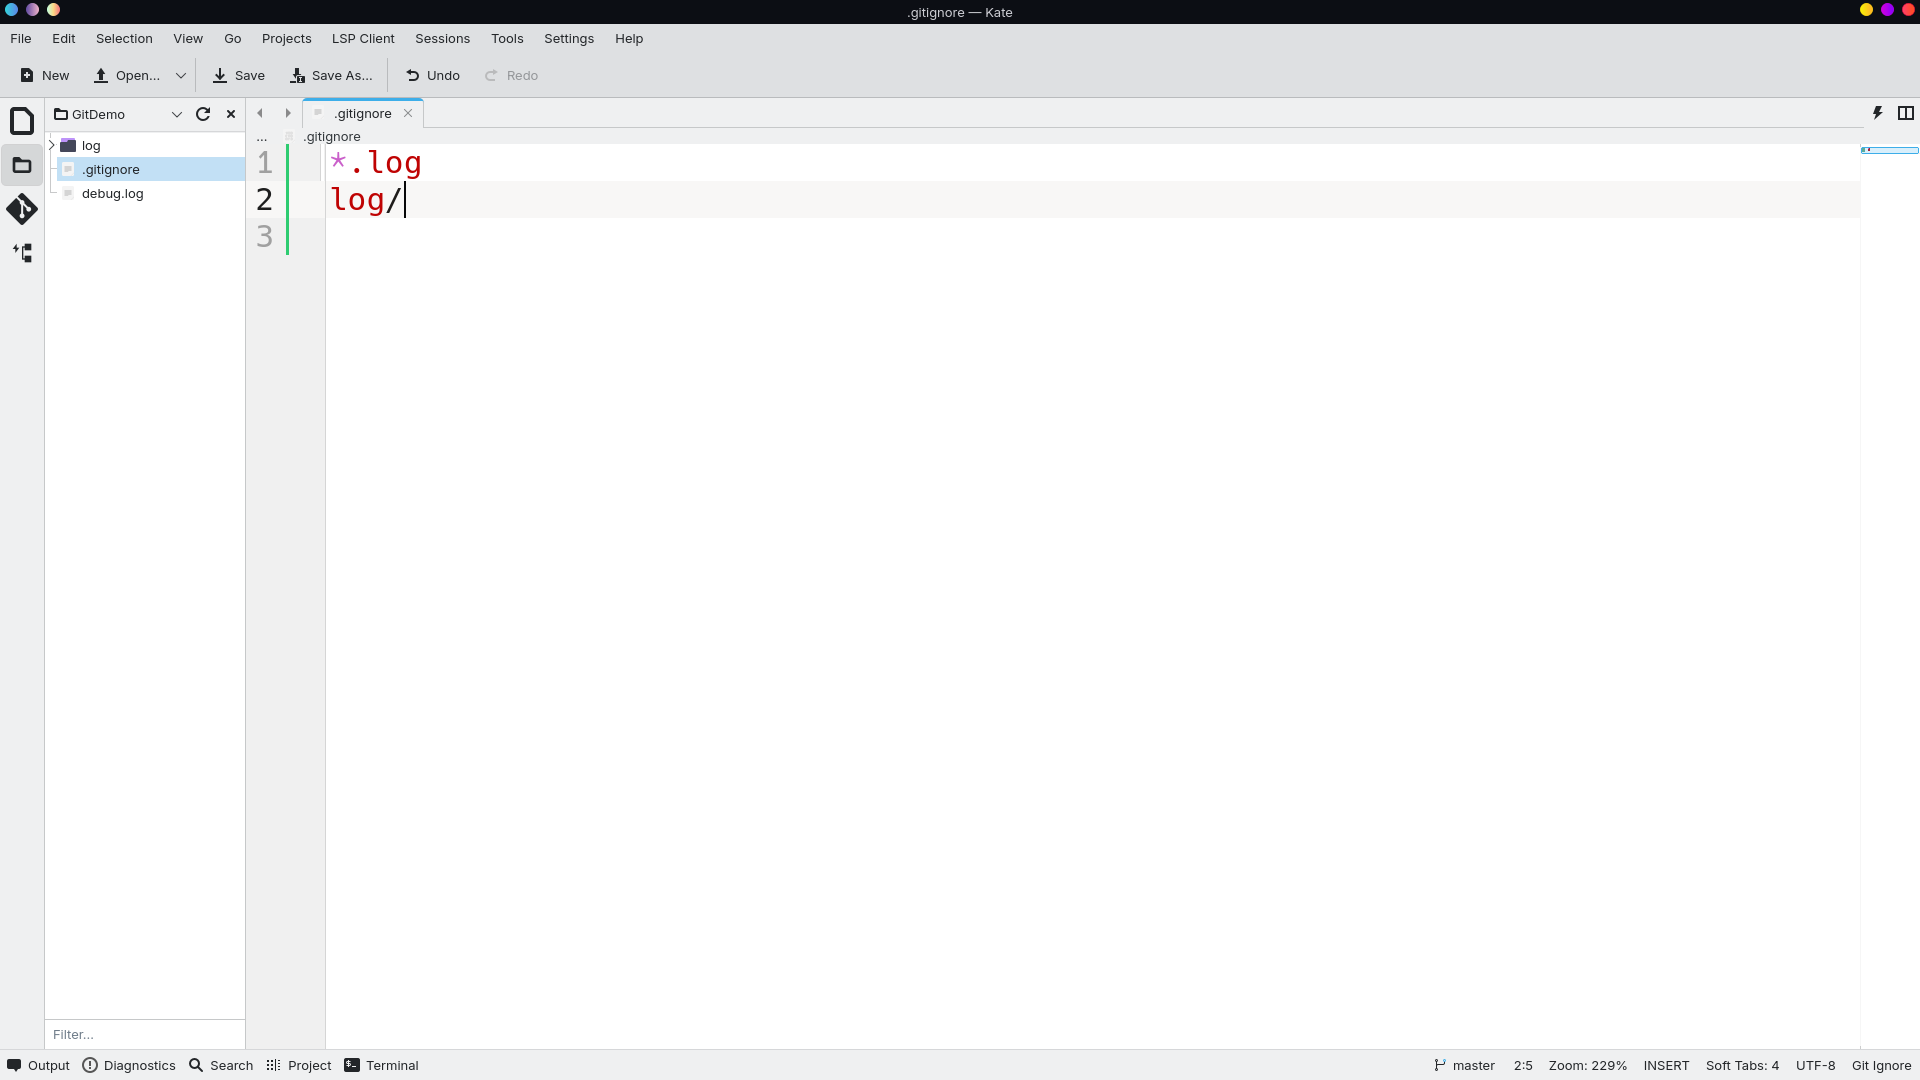 .gitignore — Kate
File Edit Selection View Go Projects LSP Client Sessions Tools Settings Help
New Open... Save Save As... Undo Redo
GitDemo
.gitignore
... .gitignore
log
.gitignore
debug.log
1 *.log
2 log/
3
Filter...
Output Diagnostics Search Project Terminal master 2:5 Zoom: 229% INSERT Soft Tabs: 4 UTF-8 Git Ignore